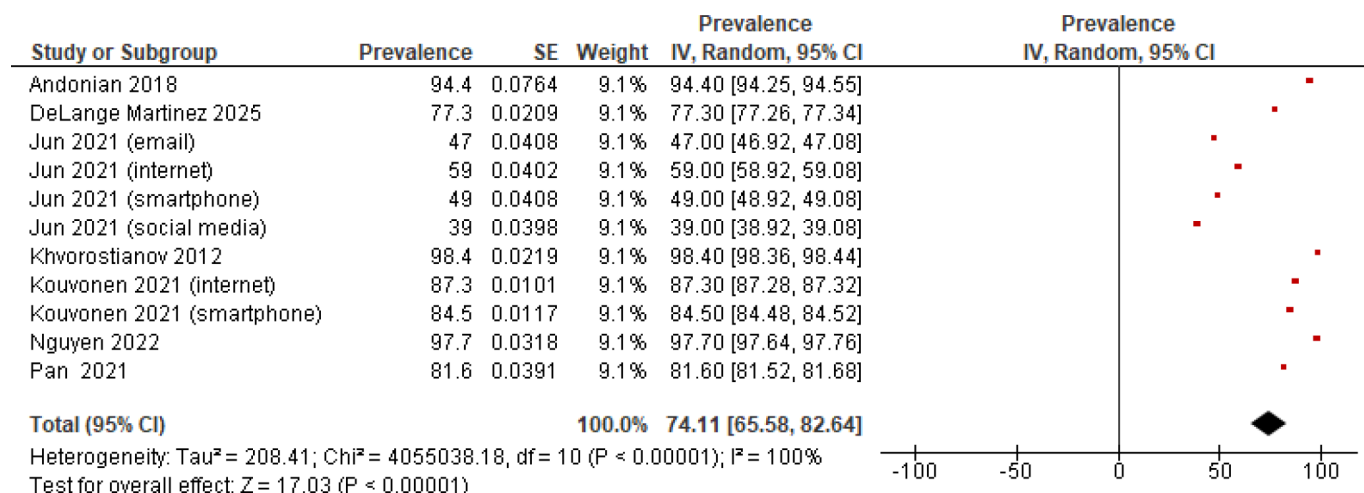 Prevalence Prevalence
Study or Subgroup Prevalence SE Weight IV, Random, 95% CI IV, Random, 95% CI
Andonian 2018 94.4 0.0764 9.1% 94.40 [94.25, 94.55]
DeLange Martinez 2025 77.3 0.0209 9.1% 77.30 [77.26, 77.34]
Jun 2021 (email) 47 0.0408 9.1% 47.00 [46.92, 47.08]
Jun 2021 (internet) 59 0.0402 9.1% 59.00 [58.92, 59.08]
Jun 2021 (smartphone) 49 0.0408 9.1% 49.00 [48.92, 49.08]
Jun 2021 (social media) 39 0.0398 9.1% 39.00 [38.92, 39.08]
Khvorostianov 2012 98.4 0.0219 9.1% 98.40 [98.36, 98.44]
Kouvonen 2021 (internet) 87.3 0.0101 9.1% 87.30 [87.28, 87.32]
Kouvonen 2021 (smartphone) 84.5 0.0117 9.1% 84.50 [84.48, 84.52]
Nguyen 2022 97.7 0.0318 9.1% 97.70 [97.64, 97.76]
Pan 2021 81.6 0.0391 9.1% 81.60 [81.52, 81.68]
Total (95% CI) 100.0% 74.11 [65.58, 82.64]
Heterogeneity: Tau² = 208.41; Chi² = 4055038.18, df = 10 (P < 0.00001); I² = 100%
Test for overall effect: Z = 17.03 (P < 0.00001)
-100 -50 0 50 100